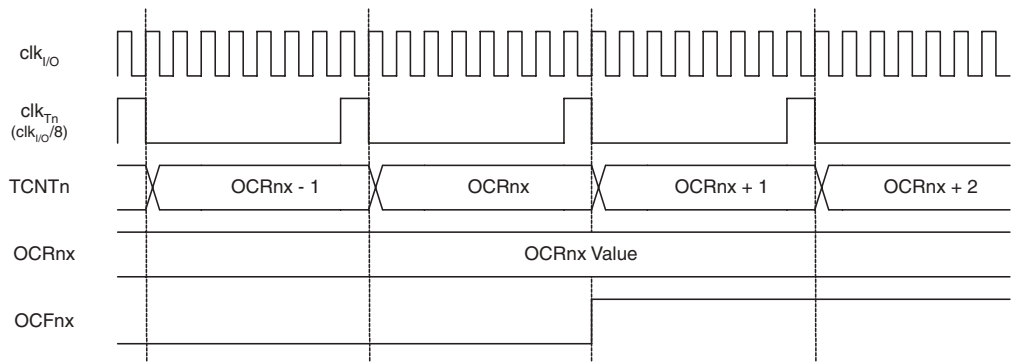 clkI/O
clkTn
(clkI/O/8)
TCNTn OCRnx - 1 OCRnx OCRnx + 1 OCRnx + 2
OCRnx OCRnx Value
OCFnx